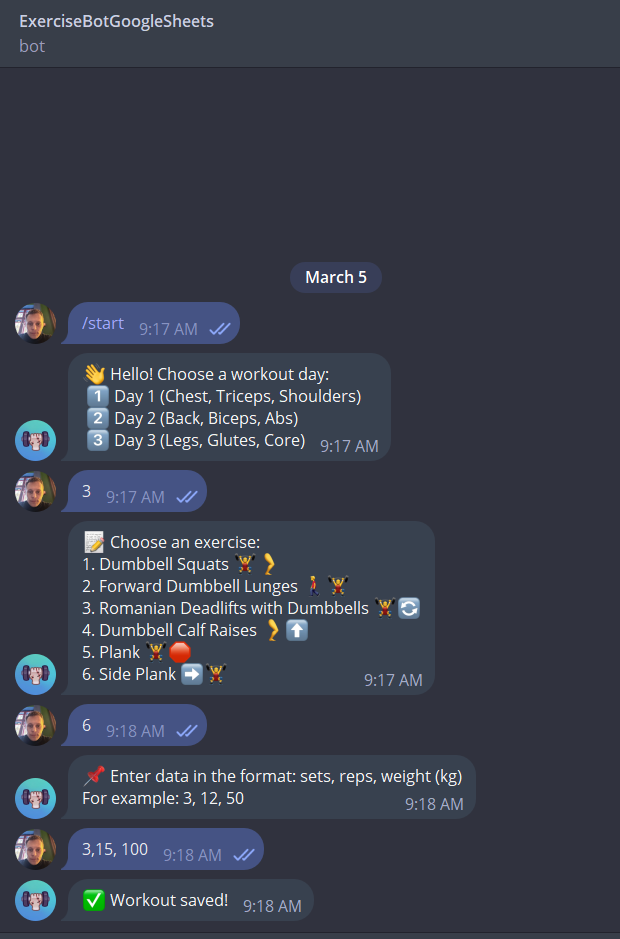 ExerciseBotGoogleSheets
bot
March 5
/start 9:17 AM
👋 Hello! Choose a workout day:
1️⃣ Day 1 (Chest, Triceps, Shoulders)
2️⃣ Day 2 (Back, Biceps, Abs)
3️⃣ Day 3 (Legs, Glutes, Core) 9:17 AM
3 9:17 AM
📝 Choose an exercise:
1. Dumbbell Squats 🏋️🦵
2. Forward Dumbbell Lunges 🚶🏋️
3. Romanian Deadlifts with Dumbbells 🏋️🔄
4. Dumbbell Calf Raises 🦵⬆️
5. Plank 🏋️🛑
6. Side Plank ➡️🏋️ 9:17 AM
6 9:18 AM
📌 Enter data in the format: sets, reps, weight (kg)
For example: 3, 12, 50 9:18 AM
3,15, 100 9:18 AM
✅ Workout saved! 9:18 AM